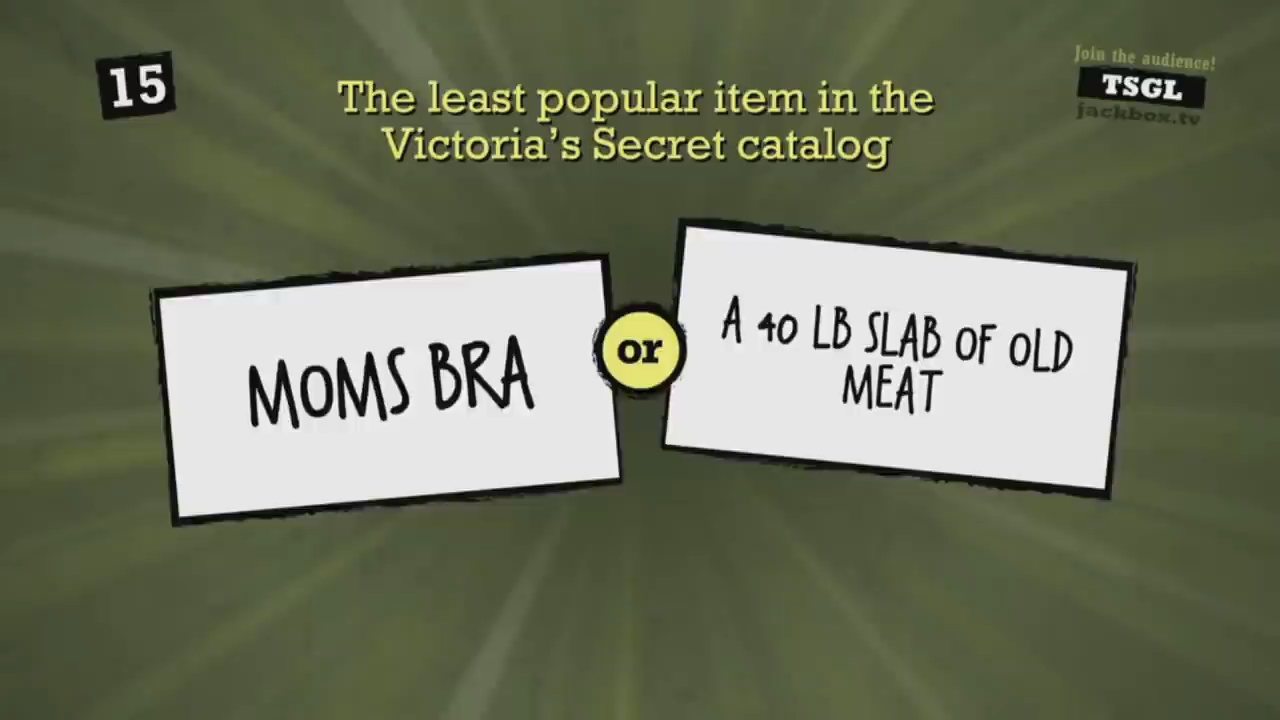 15
The least popular item in the
Victoria's Secret catalog
Join the audience!
TSGL
jackbox.tv
MOMS BRA
or
A 40 LB SLAB OF OLD
MEAT